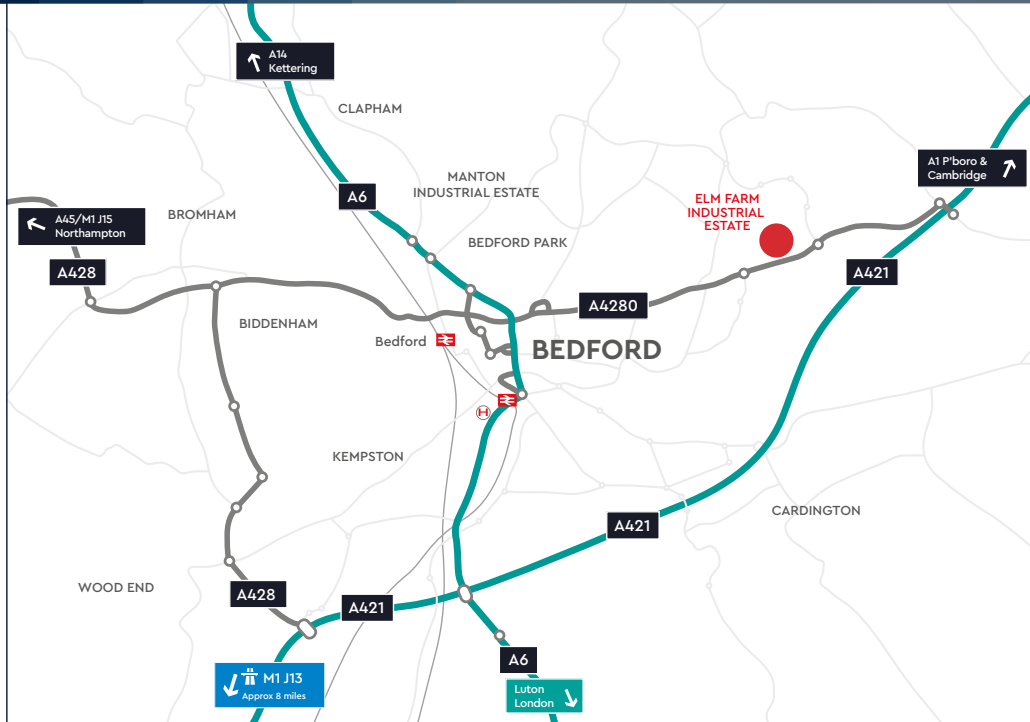 A14
Kettering
CLAPHAM
MANTON
INDUSTRIAL ESTATE
A1 P'boro &
Cambridge
A6
ELM FARM
INDUSTRIAL
ESTATE
A45/M1 J15
Northampton
BROMHAM
BEDFORD PARK
A428
A421
A4280
BIDDENHAM
Bedford
BEDFORD
H
KEMPSTON
CARDINGTON
A421
WOOD END
A428
A421
A6
M1 J13
Approx 8 miles
Luton
London